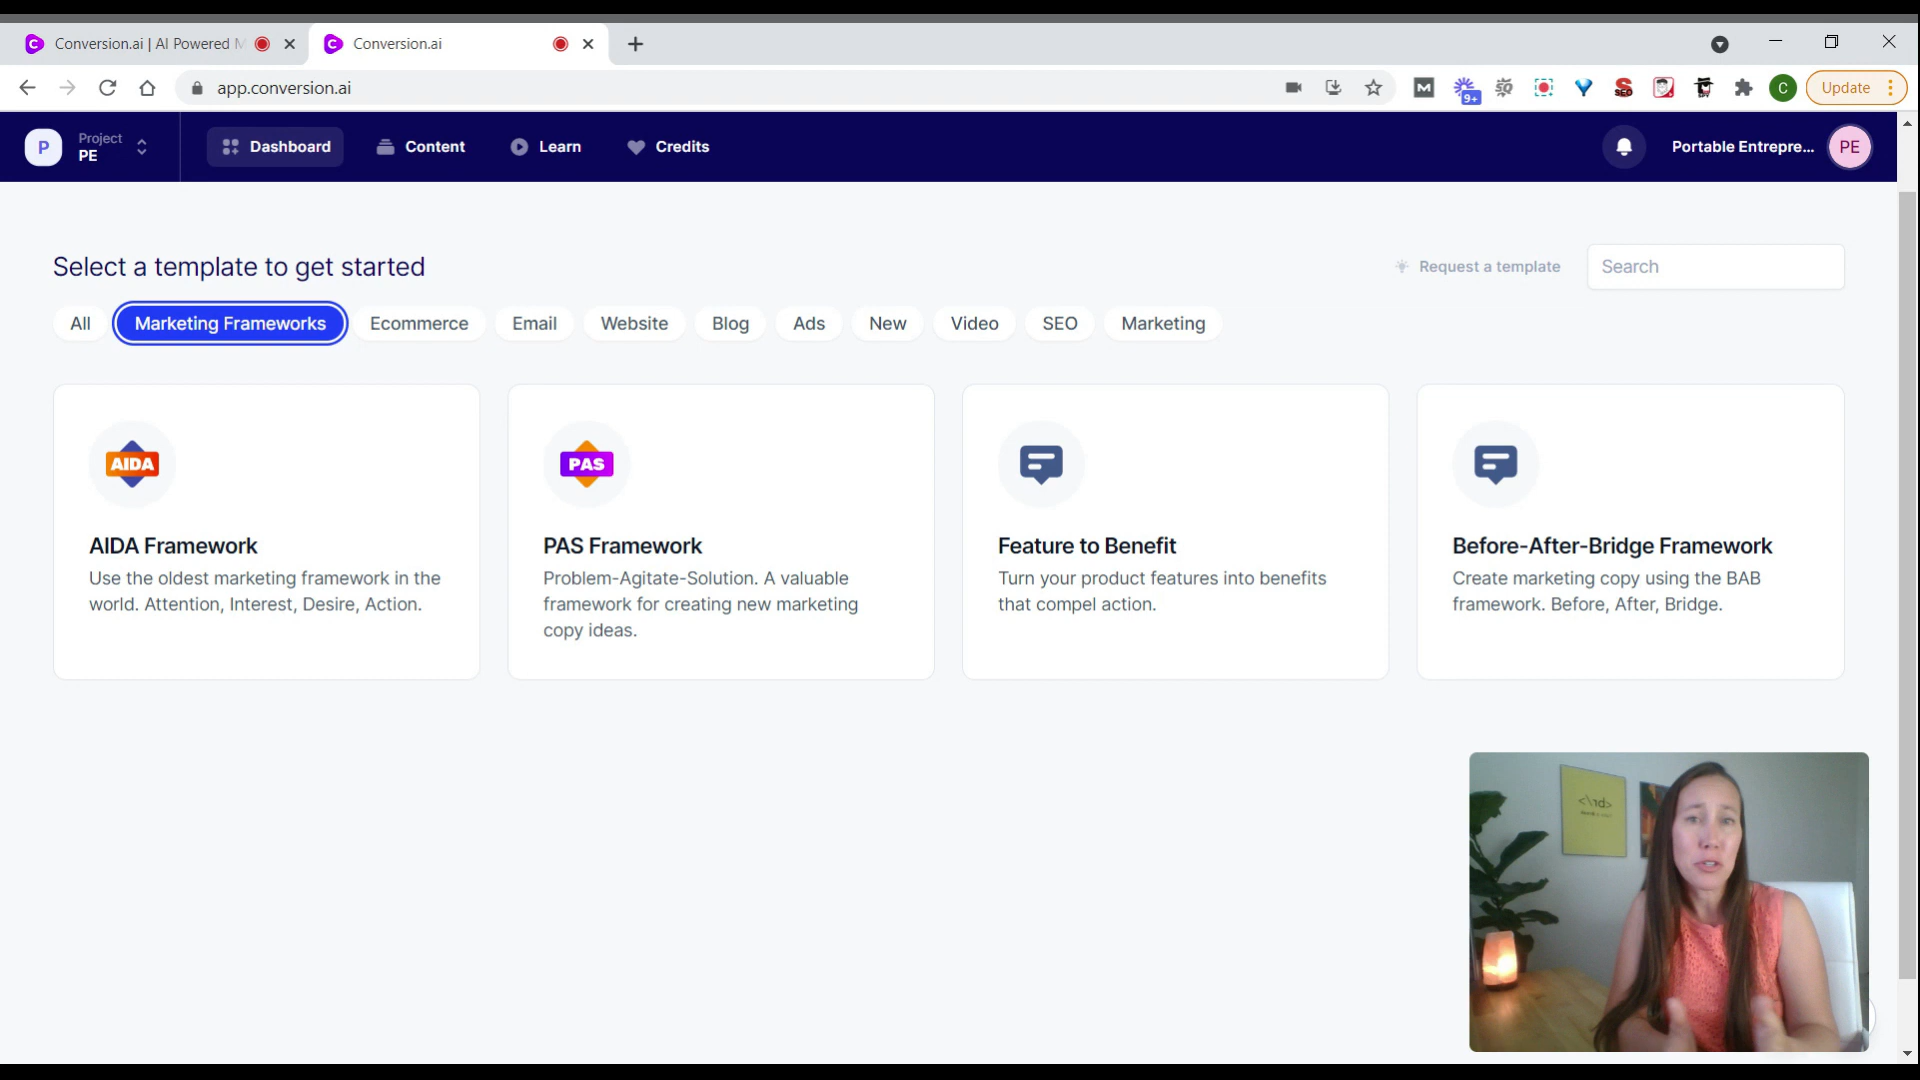 Conversion.ai | AI Powered M
Conversion.ai
app.conversion.ai
9+
SEO
C
Update
P
Project
PE
Dashboard
Content
Learn
Credits
Portable Entrepre...
PE
Select a template to get started
Request a template
Search
All
Marketing Frameworks
Ecommerce
Email
Website
Blog
Ads
New
Video
SEO
Marketing
AIDA
PAS
AIDA Framework
Use the oldest marketing framework in the
world. Attention, Interest, Desire, Action.
PAS Framework
Problem-Agitate-Solution. A valuable
framework for creating new marketing
copy ideas.
Feature to Benefit
Turn your product features into benefits
that compel action.
Before-After-Bridge Framework
Create marketing copy using the BAB
framework. Before, After, Bridge.